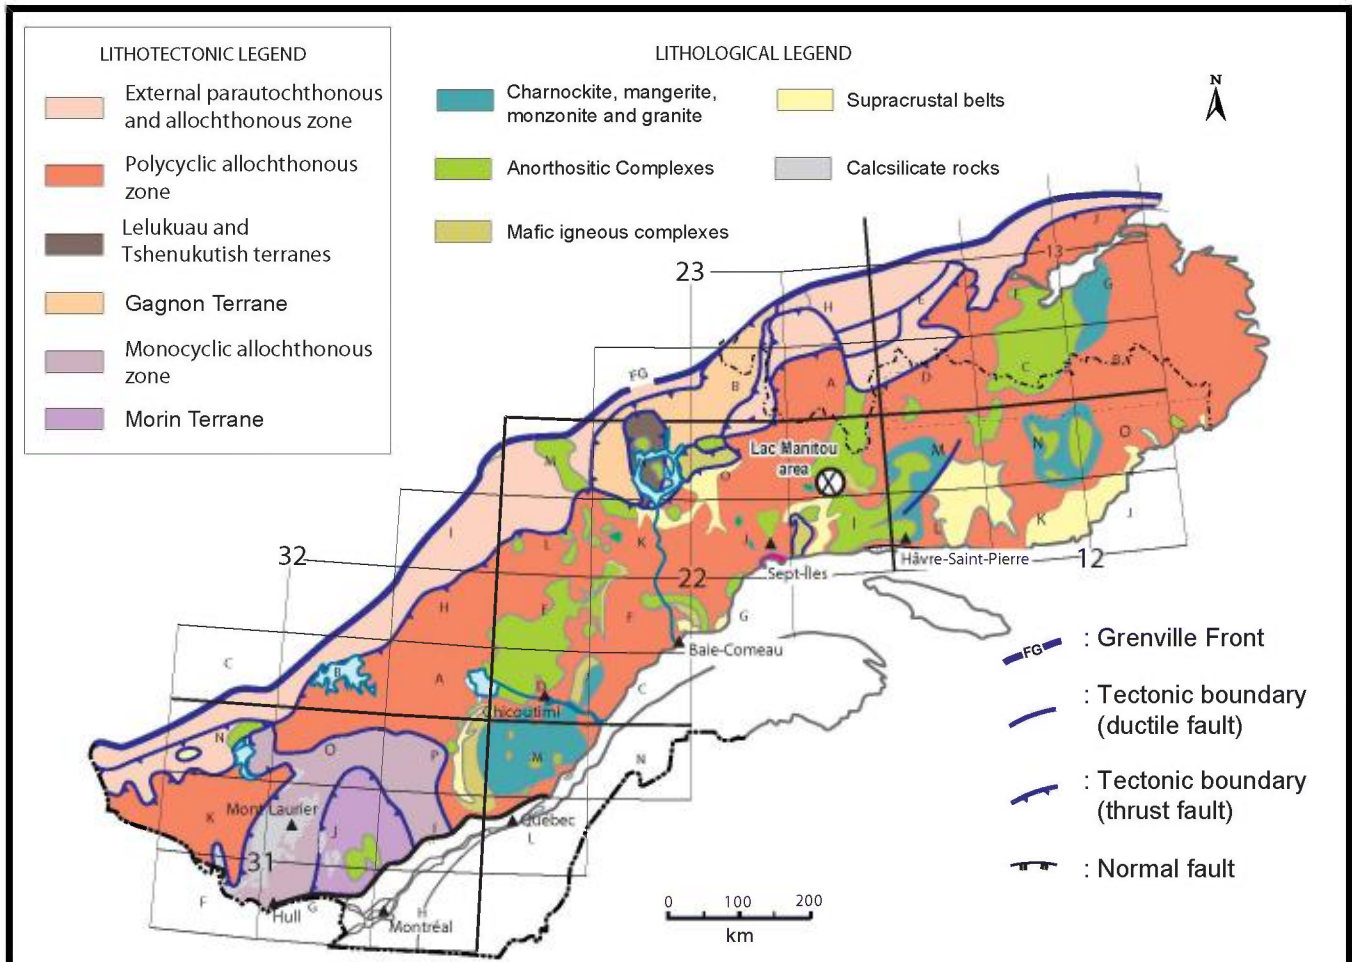 LITHOTECTONIC LEGEND
External parautochthonous
and allochthonous zone
Polycyclic allochthonous
zone
Lelukuau and
Tshenukutish terranes
Gagnon Terrane
Monocyclic allochthonous
zone
Morin Terrane
LITHOLOGICAL LEGEND
Charnockite, mangerite,
monzonite and granite
Anorthositic Complexes
Mafic igneous complexes
Supracrustal belts
Calcsilicate rocks
N
J
13
23
F
G
H
E
FG
B
A
D
C
B
Lac Manitou
area
X
M
O
M
N
O
I
L
K
J
I
L
K
J
32
22
Sept-Îles
Hâvre-Saint-Pierre
12
H
E
F
G
Baie-Comeau
C
B
A
D
C
Chicoutimi
N
O
P
M
N
K
Mont Laurier
J
I
Québec
L
31
F
Hull
G
H
Montréal
FG : Grenville Front
: Tectonic boundary
(ductile fault)
: Tectonic boundary
(thrust fault)
: Normal fault
0 100 200
km